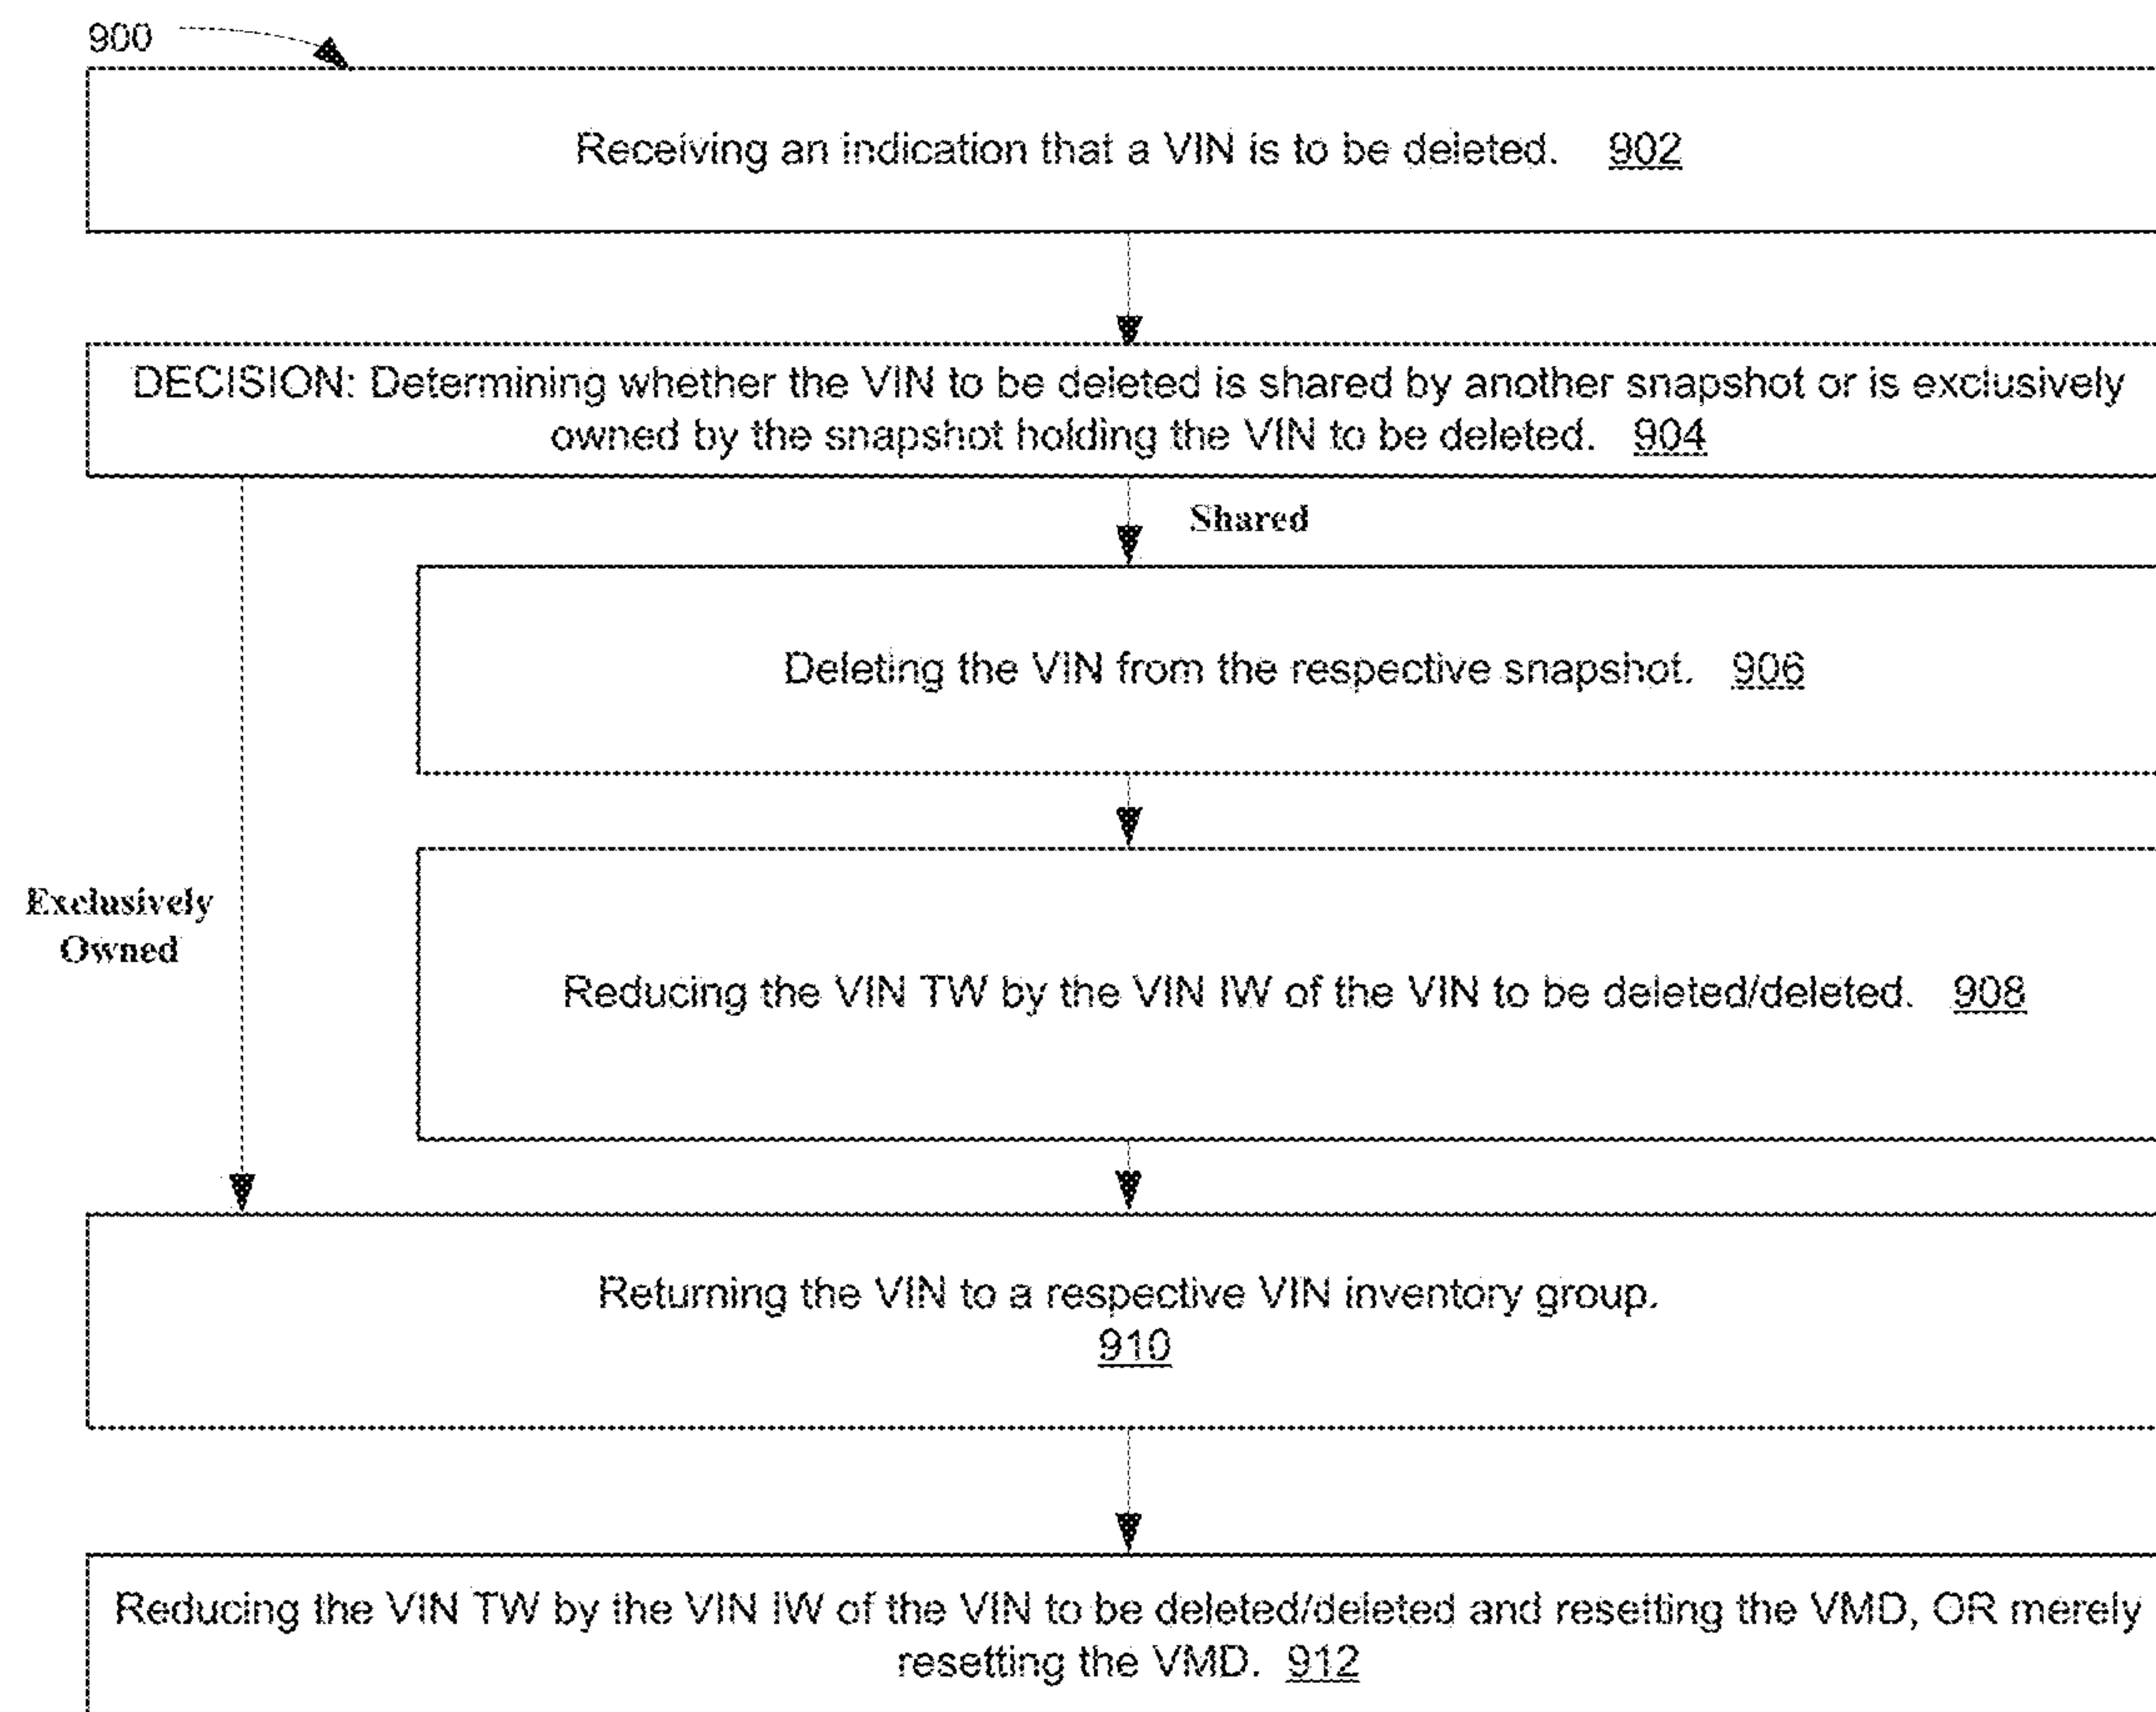 900
Receiving an indication that a VIN is to be deleted. 902
DECISION: Determining whether the VIN to be deleted is shared by another snapshot or is exclusively
owned by the snapshot holding the VIN to be deleted. 904
Shared
Deleting the VIN from the respective snapshot. 906
Exclusively
Owned
Reducing the VIN TW by the VIN IW of the VIN to be deleted/deleted. 908
Returning the VIN to a respective VIN inventory group.
910
Reducing the VIN TW by the VIN IW of the VIN to be deleted/deleted and resetting the VMD, OR merely
resetting the VMD. 912